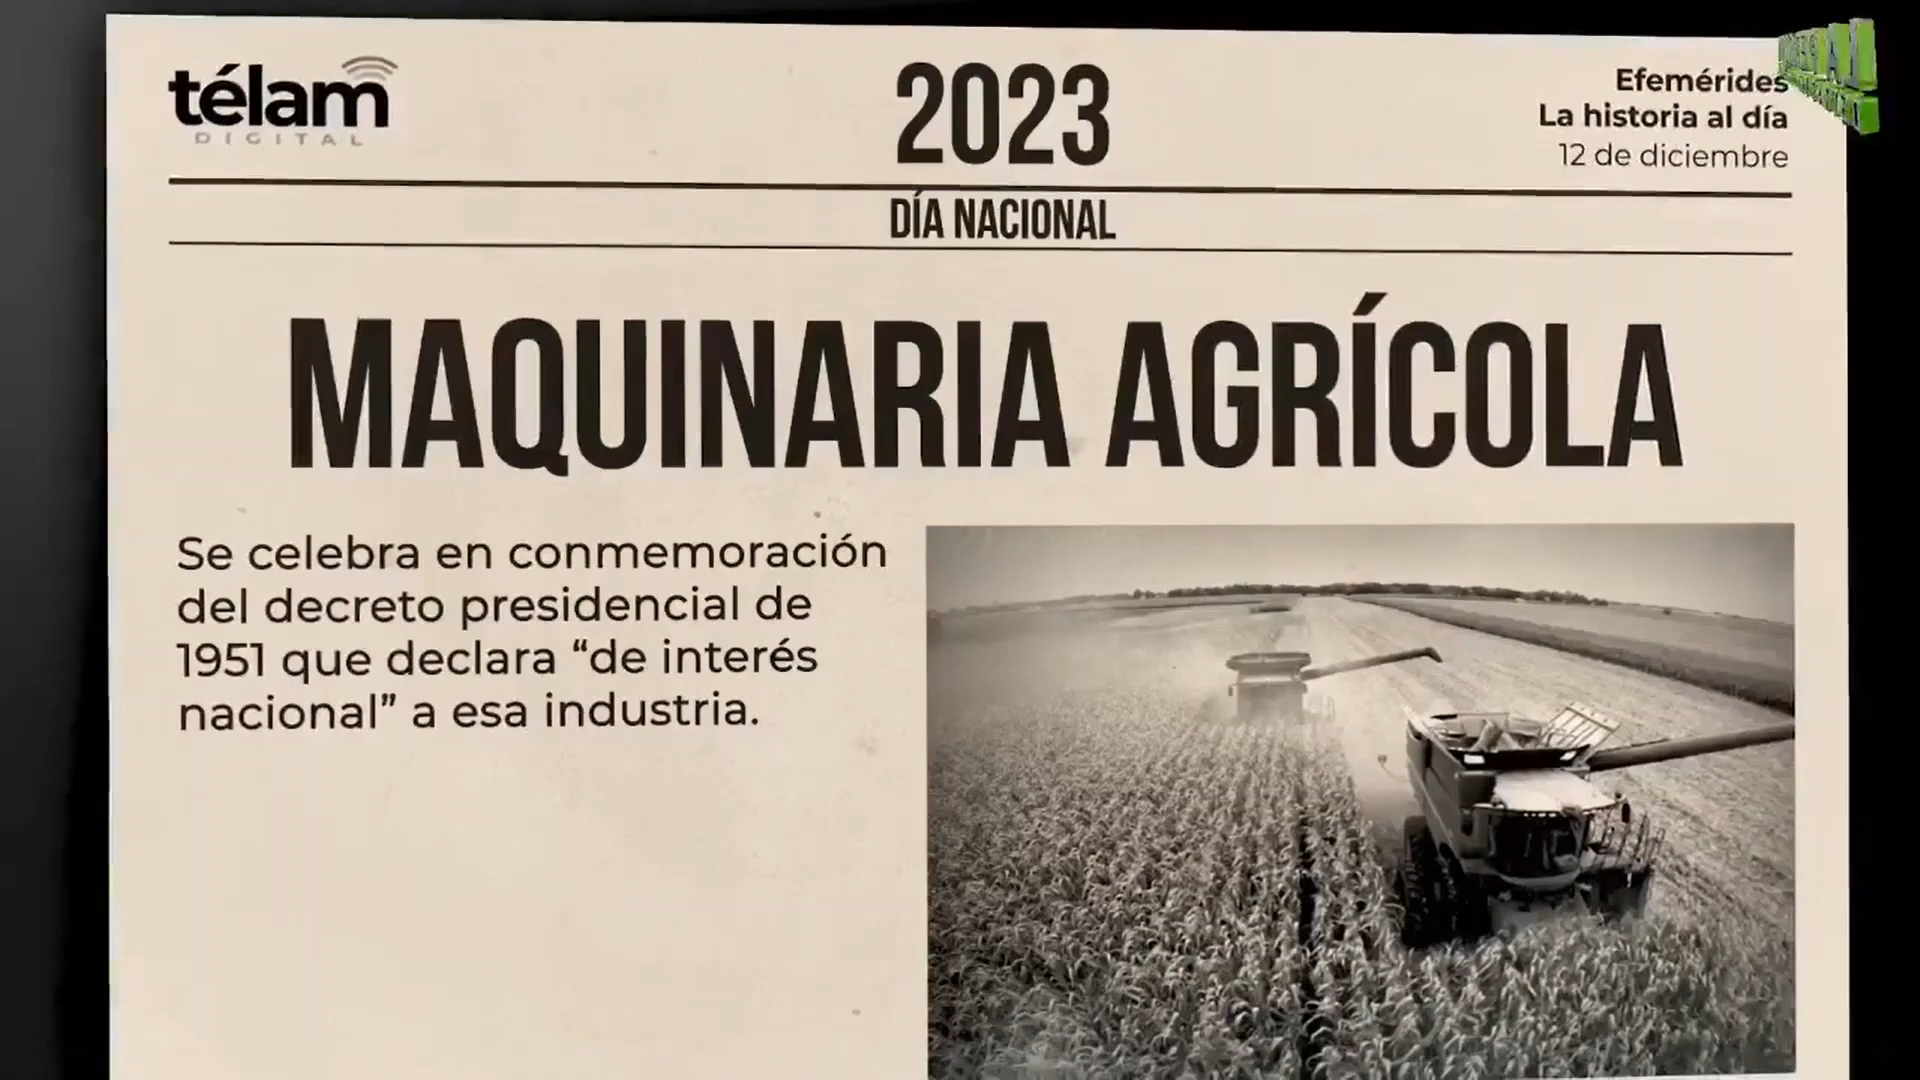 télam
DIGITAL
2023
Efemérides
La historia al día
12 de diciembre
DÍA NACIONAL
MAQUINARIA AGRÍCOLA
Se celebra en conmemoración
del decreto presidencial de
1951 que declara “de interés
nacional” a esa industria.